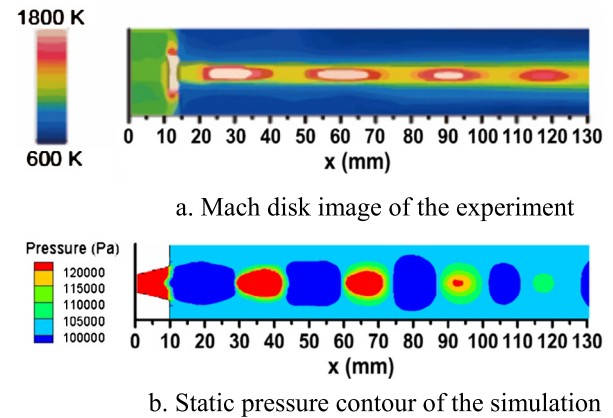 1800 K
600 K
0 10 20 30 40 50 60 70 80 90 100 110 120 130
x (mm)
a. Mach disk image of the experiment
Pressure (Pa)
120000
115000
110000
105000
100000
0 10 20 30 40 50 60 70 80 90 100 110 120 130
x (mm)
b. Static pressure contour of the simulation